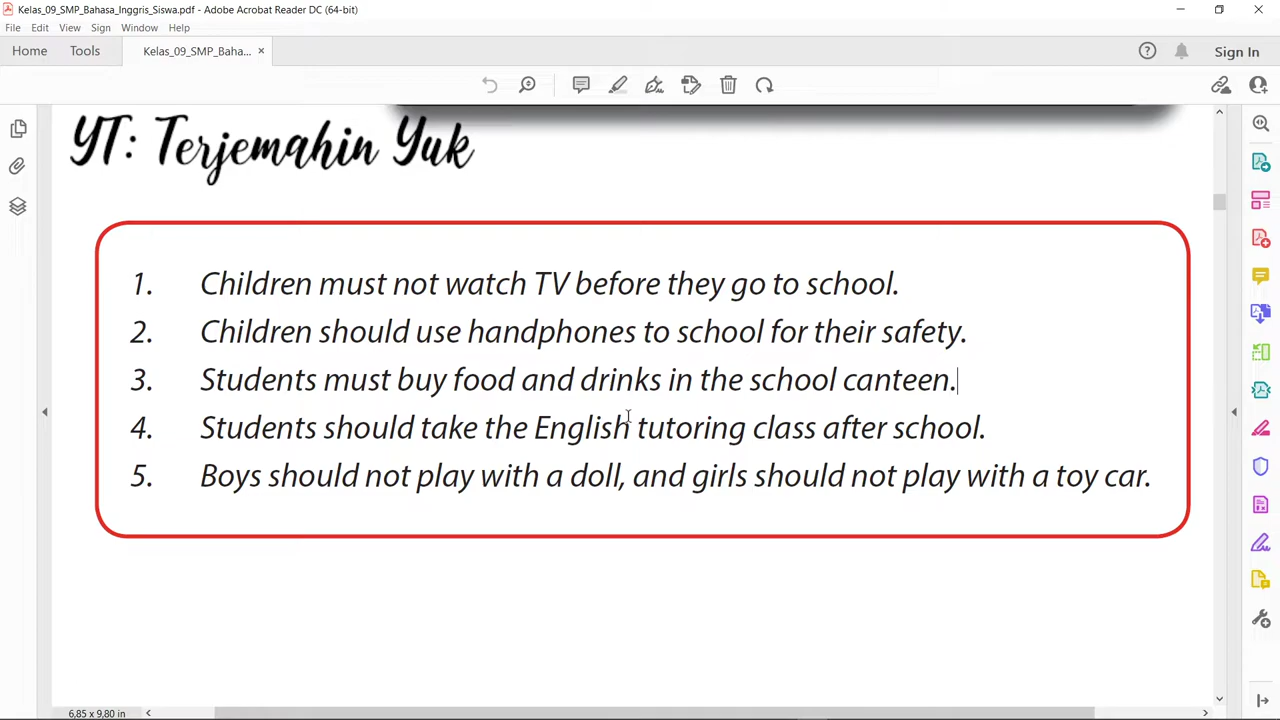 Kelas_09_SMP_Bahasa_Inggris_Siswa.pdf - Adobe Acrobat Reader DC (64-bit)
File Edit View Sign Window Help
Home Tools Kelas_09_SMP_Baha... × Sign In
YT: Terjemahin Yuk
1. Children must not watch TV before they go to school.
2. Children should use handphones to school for their safety.
3. Students must buy food and drinks in the school canteen.
4. Students should take the English tutoring class after school.
5. Boys should not play with a doll, and girls should not play with a toy car.
6,85 x 9,80 in